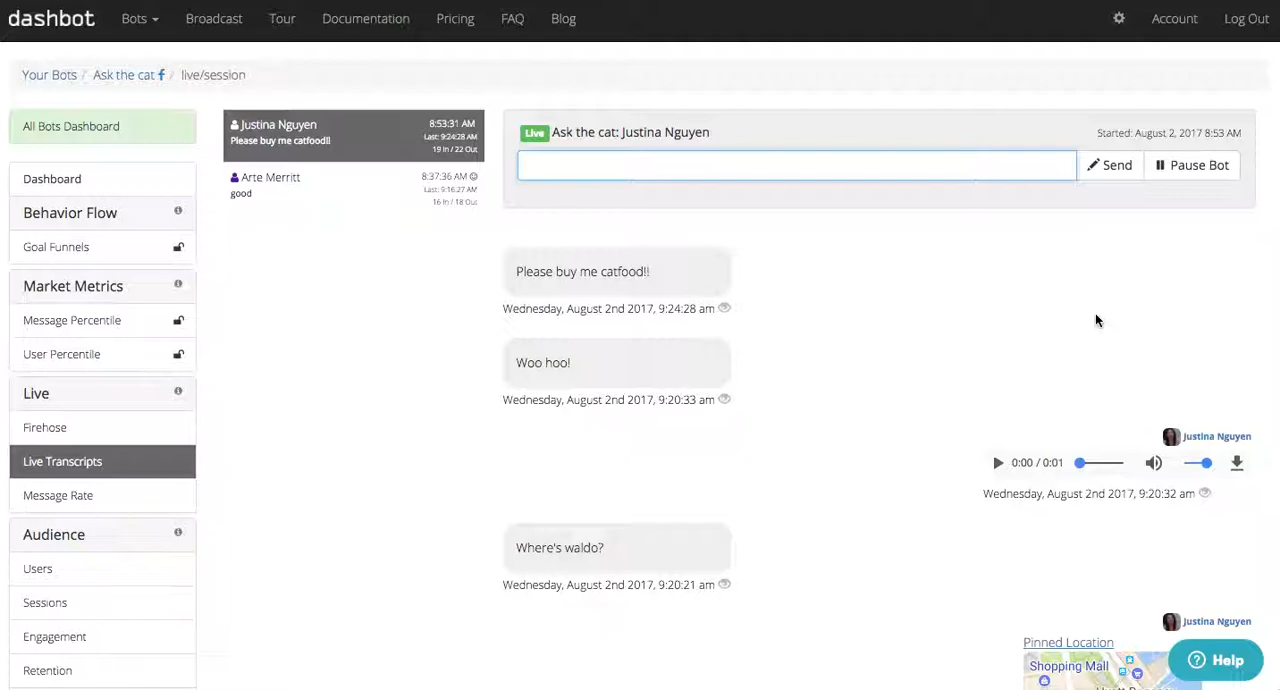 dashbot Bots Broadcast Tour Documentation Pricing FAQ Blog Account Log Out
Your Bots / Ask the cat f / live/session
All Bots Dashboard
Dashboard
Behavior Flow
Goal Funnels
Market Metrics
Message Percentile
User Percentile
Live
Firehose
Live Transcripts
Message Rate
Audience
Users
Sessions
Engagement
Retention
Justina Nguyen 8:53:31 AM
Please buy me catfood!! Last: 9:24:28 AM
19 In / 22 Out
Arte Merritt 8:37:36 AM
good Last: 9:16:27 AM
16 In / 18 Out
Live Ask the cat: Justina Nguyen Started: August 2, 2017 8:53 AM
Send Pause Bot
Please buy me catfood!!
Wednesday, August 2nd 2017, 9:24:28 am
Woo hoo!
Wednesday, August 2nd 2017, 9:20:33 am
Justina Nguyen
0:00 / 0:01
Wednesday, August 2nd 2017, 9:20:32 am
Where's waldo?
Wednesday, August 2nd 2017, 9:20:21 am
Justina Nguyen
Pinned Location
Shopping Mall
Help